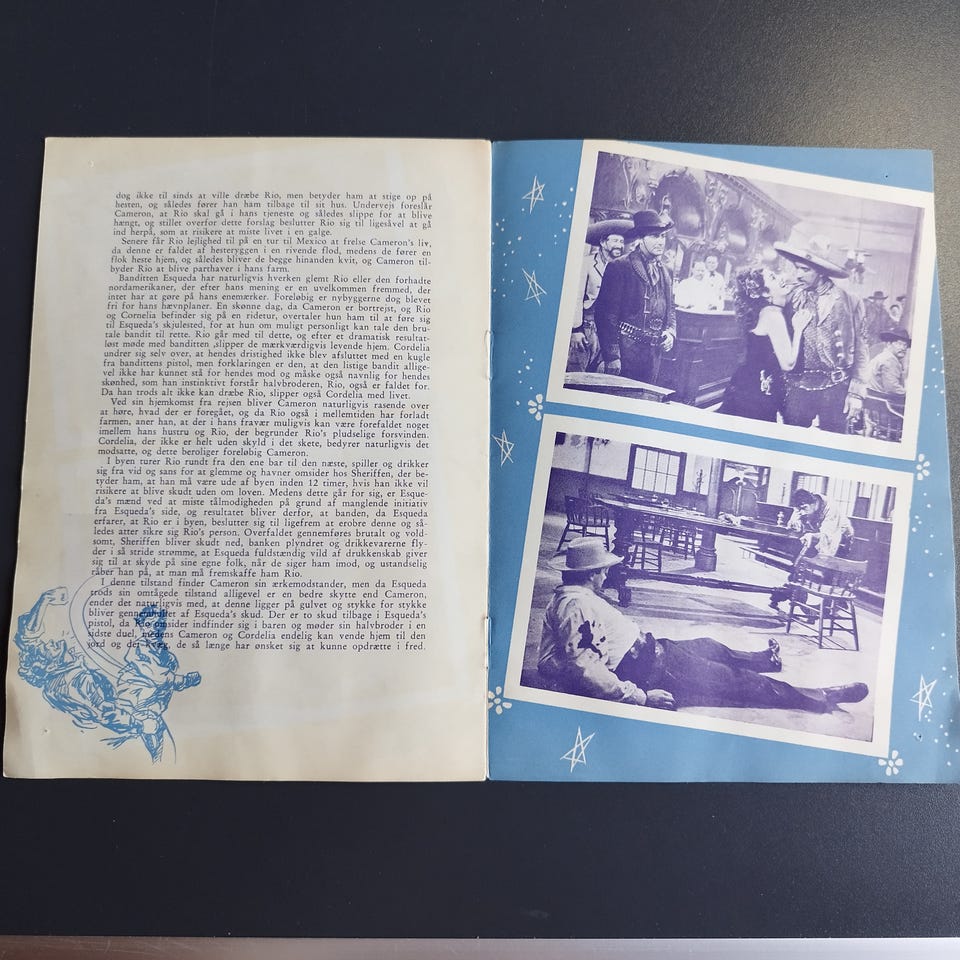 dog ikke til sinds at ville dræbe Rio, men betyder ham at stige op på
hesten, og således fører han ham tilbage til sit hus. Undervejs foreslår
Cameron, at Rio skal gå i hans tjeneste og således slippe for at blive
hængt, og stillet overfor dette forslag beslutter Rio sig til ligesåvel at gå
ind herpå, som at risikere at miste livet i en galge.
Senere får Rio lejlighed til på en tur til Mexico at frelse Cameron's liv,
da denne er faldet af hesteryggen i en rivende flod, medens de fører en
flok heste hjem, og således bliver de begge hinanden kvit, og Cameron til-
byder Rio at blive parthaver i hans farm.
Banditten Esqueda har naturligvis hverken glemt Rio eller den forhadte
nordamerikaner, der efter hans mening er en uvelkommen fremmed, der
intet har at gøre på hans enemærker. Foreløbig er nybyggerne dog blevet
fri for hans hævnplaner. En skønne dag, da Cameron er bortrejst, og Rio
og Cornelia befinder sig på en ridetur, overtaler hun ham til at føre sig
til Esqueda's skjulested, for at hun om muligt personligt kan tale den bru-
tale bandit til rette. Rio går med til dette, og efter et dramatisk resultat-
løst møde med banditten slipper de mærkværdigvis levende hjem. Cordelia
undrer sig selv over, at hendes dristighed ikke blev afsluttet med en kugle
fra bandittens pistol, men forklaringen er den, at den listige bandit allige-
vel ikke har kunnet stå for hendes mod og måske også navnlig for hendes
skønhed, som han instinktivt forstår halvbroderen, Rio, også er faldet for.
Da han trods alt ikke kan dræbe Rio, slipper også Cordelia med livet.
Ved sin hjemkomst fra rejsen bliver Cameron naturligvis rasende over
at høre, hvad der er foregået, og da Rio også i mellemtiden har forladt
farmen, aner han, at der i hans fravær muligvis kan være forefaldet noget
imellem hans hustru og Rio, der begrunder Rio's pludselige forsvinden.
Cordelia, der ikke er helt uden skyld i det skete, bedyrer naturligvis det
modsatte, og dette beroliger foreløbig Cameron.
I byen turer Rio rundt fra den ene bar til den næste, spiller og drikker
sig fra vid og sans for at glemme og havner omsider hos Sheriffen, der be-
tyder ham, at han må være ude af byen inden 12 timer, hvis han ikke vil
risikere at blive skudt uden om loven. Medens dette går for sig, er Esque-
da's mænd ved at miste tålmodigheden på grund af manglende initiativ
fra Esqueda's side, og resultatet bliver derfor, at banden, da Esqueda
erfarer, at Rio er i byen, beslutter sig til ligefrem at erobre denne og så-
ledes atter sikre sig Rio's person. Overfaldet gennemføres brutalt og vold-
somt, Sheriffen bliver skudt ned, banken plyndret og drikkevarerne fly-
der i så stride strømme, at Esqueda fuldstændig vild af drukkenskab giver
sig til at skyde på sine egne folk, når de siger ham imod, og ustandselig
råber han på, at man må fremskaffe ham Rio.
I denne tilstand finder Cameron sin ærkemodstander, men da Esqueda
trods sin omtågede tilstand alligevel er en bedre skytte end Cameron,
ender det naturligvis med, at denne ligger på gulvet og stykke for stykke
bliver gennemhullet af Esqueda's skud. Der er to skud tilbage i Esqueda's
pistol, da Rio omsider indfinder sig i baren og møder sin halvbroder i en
sidste duel, medens Cameron og Cordelia endelig kan vende hjem til den
jord og det kvæg, de så længe har ønsket sig at kunne opdrætte i fred.